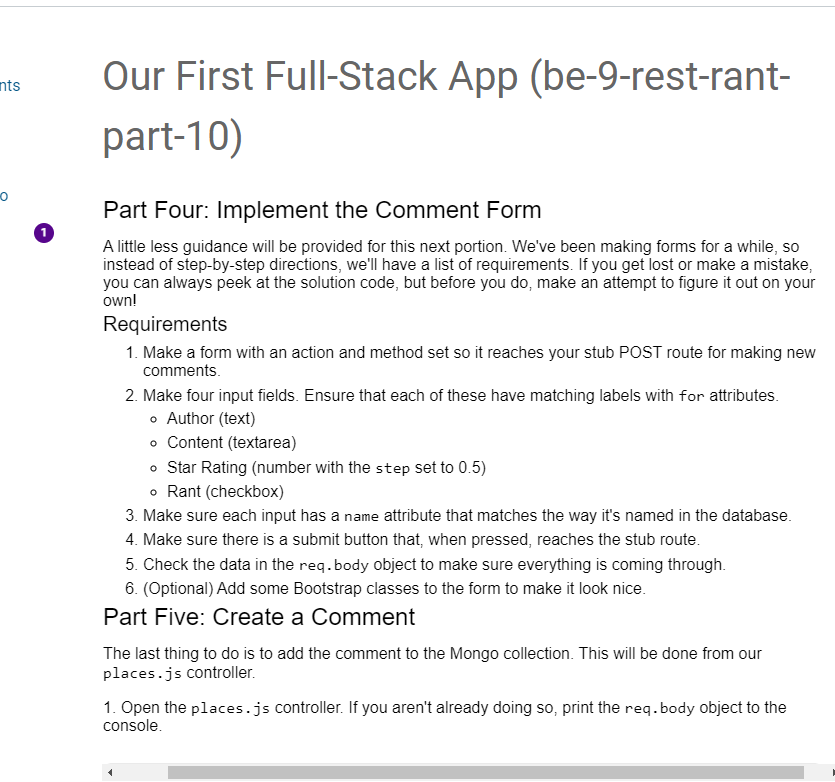 Our First Full-Stack App (be-9-rest-rant-
part-10)
nts
o
Part Four: Implement the Comment Form
1
A little less guidance will be provided for this next portion. We've been making forms for a while, so
instead of step-by-step directions, we'll have a list of requirements. If you get lost or make a mistake,
you can always peek at the solution code, but before you do, make an attempt to figure it out on your
own!
Requirements
1. Make a form with an action and method set so it reaches your stub POST route for making new
comments.
2. Make four input fields. Ensure that each of these have matching labels with for attributes.
Author (text)
Content (textarea)
Star Rating (number with the step set to 0.5)
Rant (checkbox)
3. Make sure each input has a name attribute that matches the way it's named in the database.
4. Make sure there is a submit button that, when pressed, reaches the stub route.
5. Check the data in the req.body object to make sure everything is coming through.
6. (Optional) Add some Bootstrap classes to the form to make it look nice.
Part Five: Create a Comment
The last thing to do is to add the comment to the Mongo collection. This will be done from our
places.js controller.
1. Open the places.js controller. If you aren't already doing so, print the req.body object to the
console.